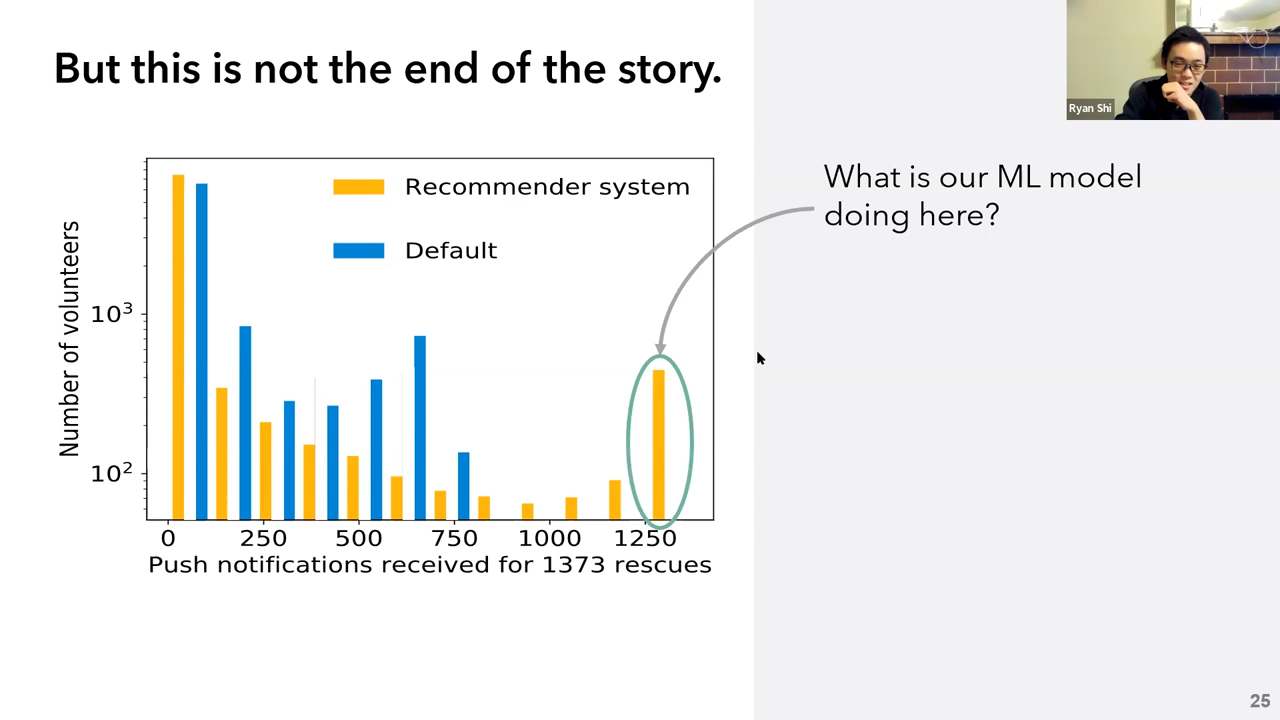 But this is not the end of the story.
Ryan Shi
What is our ML model
doing here?
Recommender system
Default
Number of volunteers
10³
10²
0 250 500 750 1000 1250
Push notifications received for 1373 rescues
25